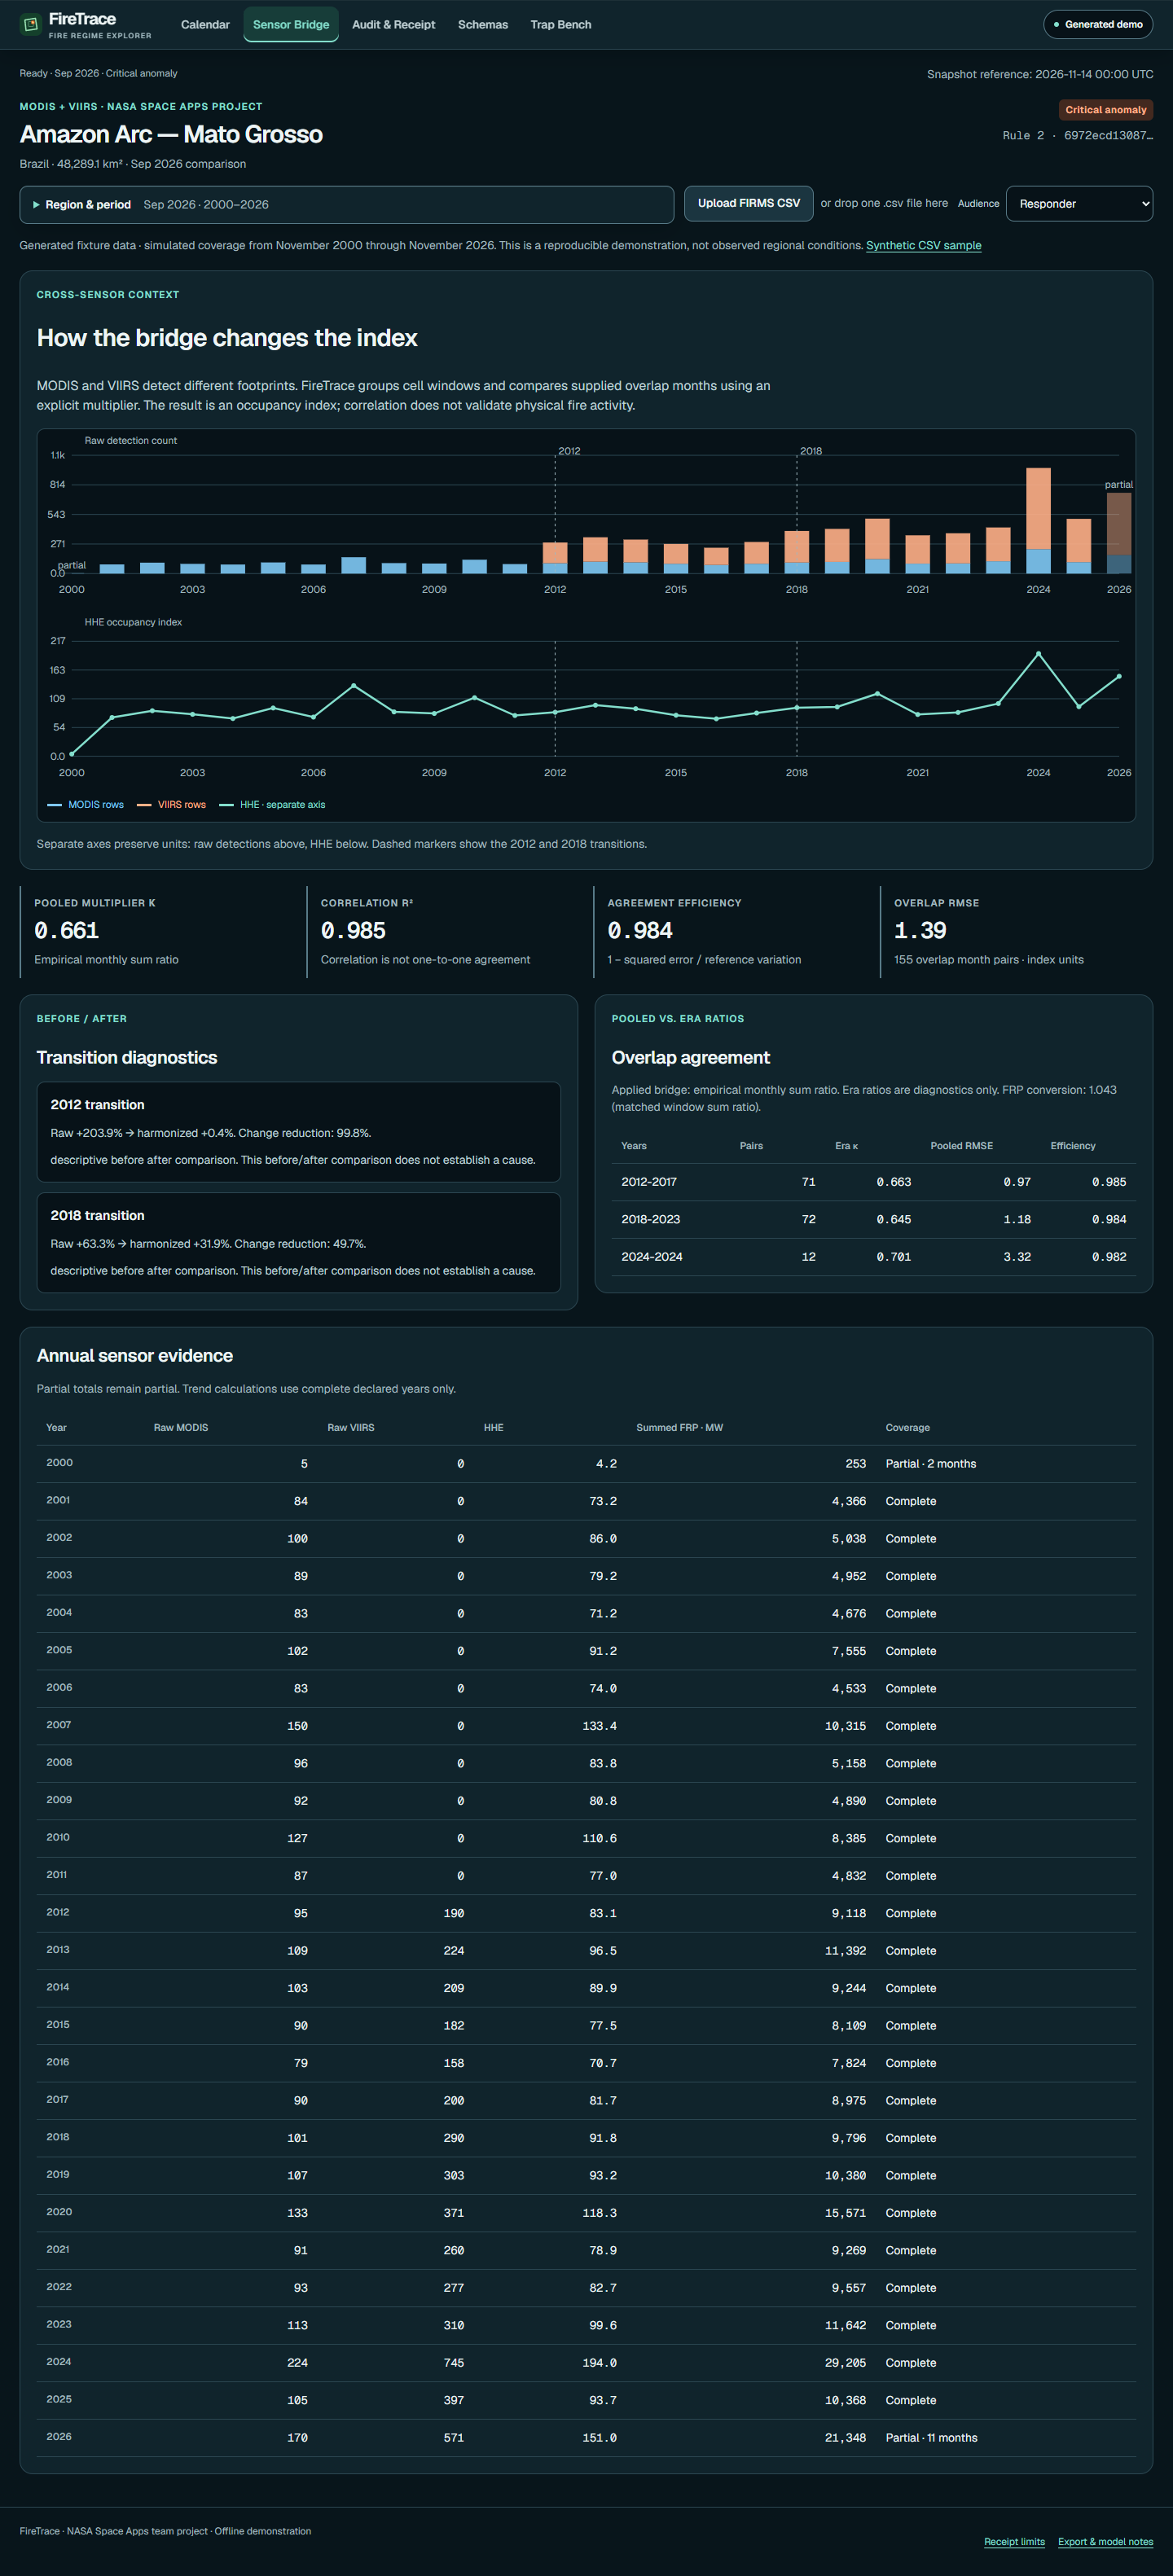 FireTrace
FIRE REGIME EXPLORER
Calendar
Sensor Bridge
Audit & Receipt
Schemas
Trap Bench
Generated demo
Ready · Sep 2026 · Critical anomaly
Snapshot reference: 2026-11-14 00:00 UTC
MODIS + VIIRS · NASA SPACE APPS PROJECT
Critical anomaly
Amazon Arc — Mato Grosso
Rule 2 · 6972ecd13087…
Brazil · 48,289.1 km² · Sep 2026 comparison
Region & period Sep 2026 · 2000–2026
Upload FIRMS CSV
or drop one .csv file here
Audience
Responder
Generated fixture data · simulated coverage from November 2000 through November 2026. This is a reproducible demonstration, not observed regional conditions. Synthetic CSV sample
CROSS-SENSOR CONTEXT
How the bridge changes the index
MODIS and VIIRS detect different footprints. FireTrace groups cell windows and compares supplied overlap months using an
explicit multiplier. The result is an occupancy index; correlation does not validate physical fire activity.
Raw detection count
1.1k
814
543
271
0.0
partial
2012
2018
partial
2000 2003 2006 2009 2012 2015 2018 2021 2024 2026
HHE occupancy index
217
163
109
54
0.0
2000 2003 2006 2009 2012 2015 2018 2021 2024 2026
MODIS rows VIIRS rows HHE · separate axis
Separate axes preserve units: raw detections above, HHE below. Dashed markers show the 2012 and 2018 transitions.
POOLED MULTIPLIER Κ
0.661
Empirical monthly sum ratio
CORRELATION R²
0.985
Correlation is not one-to-one agreement
AGREEMENT EFFICIENCY
0.984
1 − squared error / reference variation
OVERLAP RMSE
1.39
155 overlap month pairs · index units
BEFORE / AFTER
Transition diagnostics
2012 transition
Raw +203.9% → harmonized +0.4%. Change reduction: 99.8%.
descriptive before after comparison. This before/after comparison does not establish a cause.
2018 transition
Raw +63.3% → harmonized +31.9%. Change reduction: 49.7%.
descriptive before after comparison. This before/after comparison does not establish a cause.
POOLED VS. ERA RATIOS
Overlap agreement
Applied bridge: empirical monthly sum ratio. Era ratios are diagnostics only. FRP conversion: 1.043
(matched window sum ratio).
Years Pairs Era κ Pooled RMSE Efficiency
2012-2017 71 0.663 0.97 0.985
2018-2023 72 0.645 1.18 0.984
2024-2024 12 0.701 3.32 0.982
Annual sensor evidence
Partial totals remain partial. Trend calculations use complete declared years only.
Year Raw MODIS Raw VIIRS HHE Summed FRP · MW Coverage
2000 5 0 4.2 253 Partial · 2 months
2001 84 0 73.2 4,366 Complete
2002 100 0 86.0 5,038 Complete
2003 89 0 79.2 4,952 Complete
2004 83 0 71.2 4,676 Complete
2005 102 0 91.2 7,555 Complete
2006 83 0 74.0 4,533 Complete
2007 150 0 133.4 10,315 Complete
2008 96 0 83.8 5,158 Complete
2009 92 0 80.8 4,890 Complete
2010 127 0 110.6 8,385 Complete
2011 87 0 77.0 4,832 Complete
2012 95 190 83.1 9,118 Complete
2013 109 224 96.5 11,392 Complete
2014 103 209 89.9 9,244 Complete
2015 90 182 77.5 8,109 Complete
2016 79 158 70.7 7,824 Complete
2017 90 200 81.7 8,975 Complete
2018 101 290 91.8 9,796 Complete
2019 107 303 93.2 10,380 Complete
2020 133 371 118.3 15,571 Complete
2021 91 260 78.9 9,269 Complete
2022 93 277 82.7 9,557 Complete
2023 113 310 99.6 11,642 Complete
2024 224 745 194.0 29,205 Complete
2025 105 397 93.7 10,368 Complete
2026 170 571 151.0 21,348 Partial · 11 months
FireTrace · NASA Space Apps team project · Offline demonstration
Receipt limits
Export & model notes